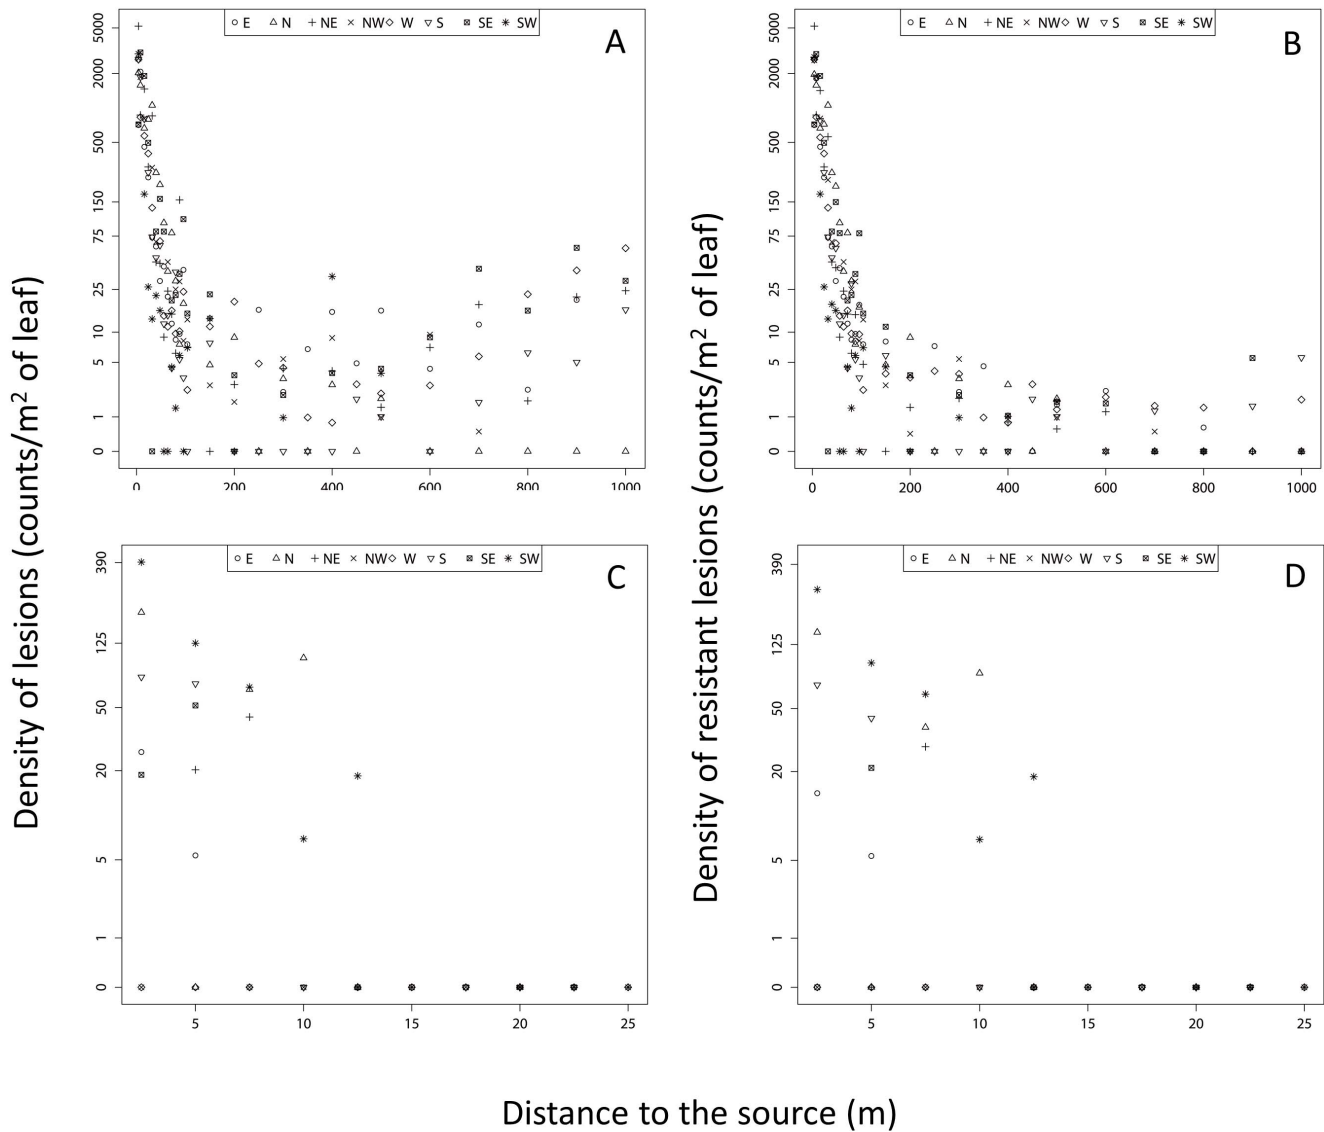 E N NE NW W S SE SW
A
5000
2000
500
150
75
25
10
5
1
0
0 200 400 600 800 1000
E N NE NW W S SE SW
B
5000
2000
500
150
75
25
10
5
1
0
0 200 400 600 800 1000
Density of lesions (counts/m² of leaf)
Density of resistant lesions (counts/m² of leaf)
E N NE NW W S SE SW
C
390
125
50
20
5
1
0
5 10 15 20 25
E N NE NW W S SE SW
D
390
125
50
20
5
1
0
5 10 15 20 25
Distance to the source (m)